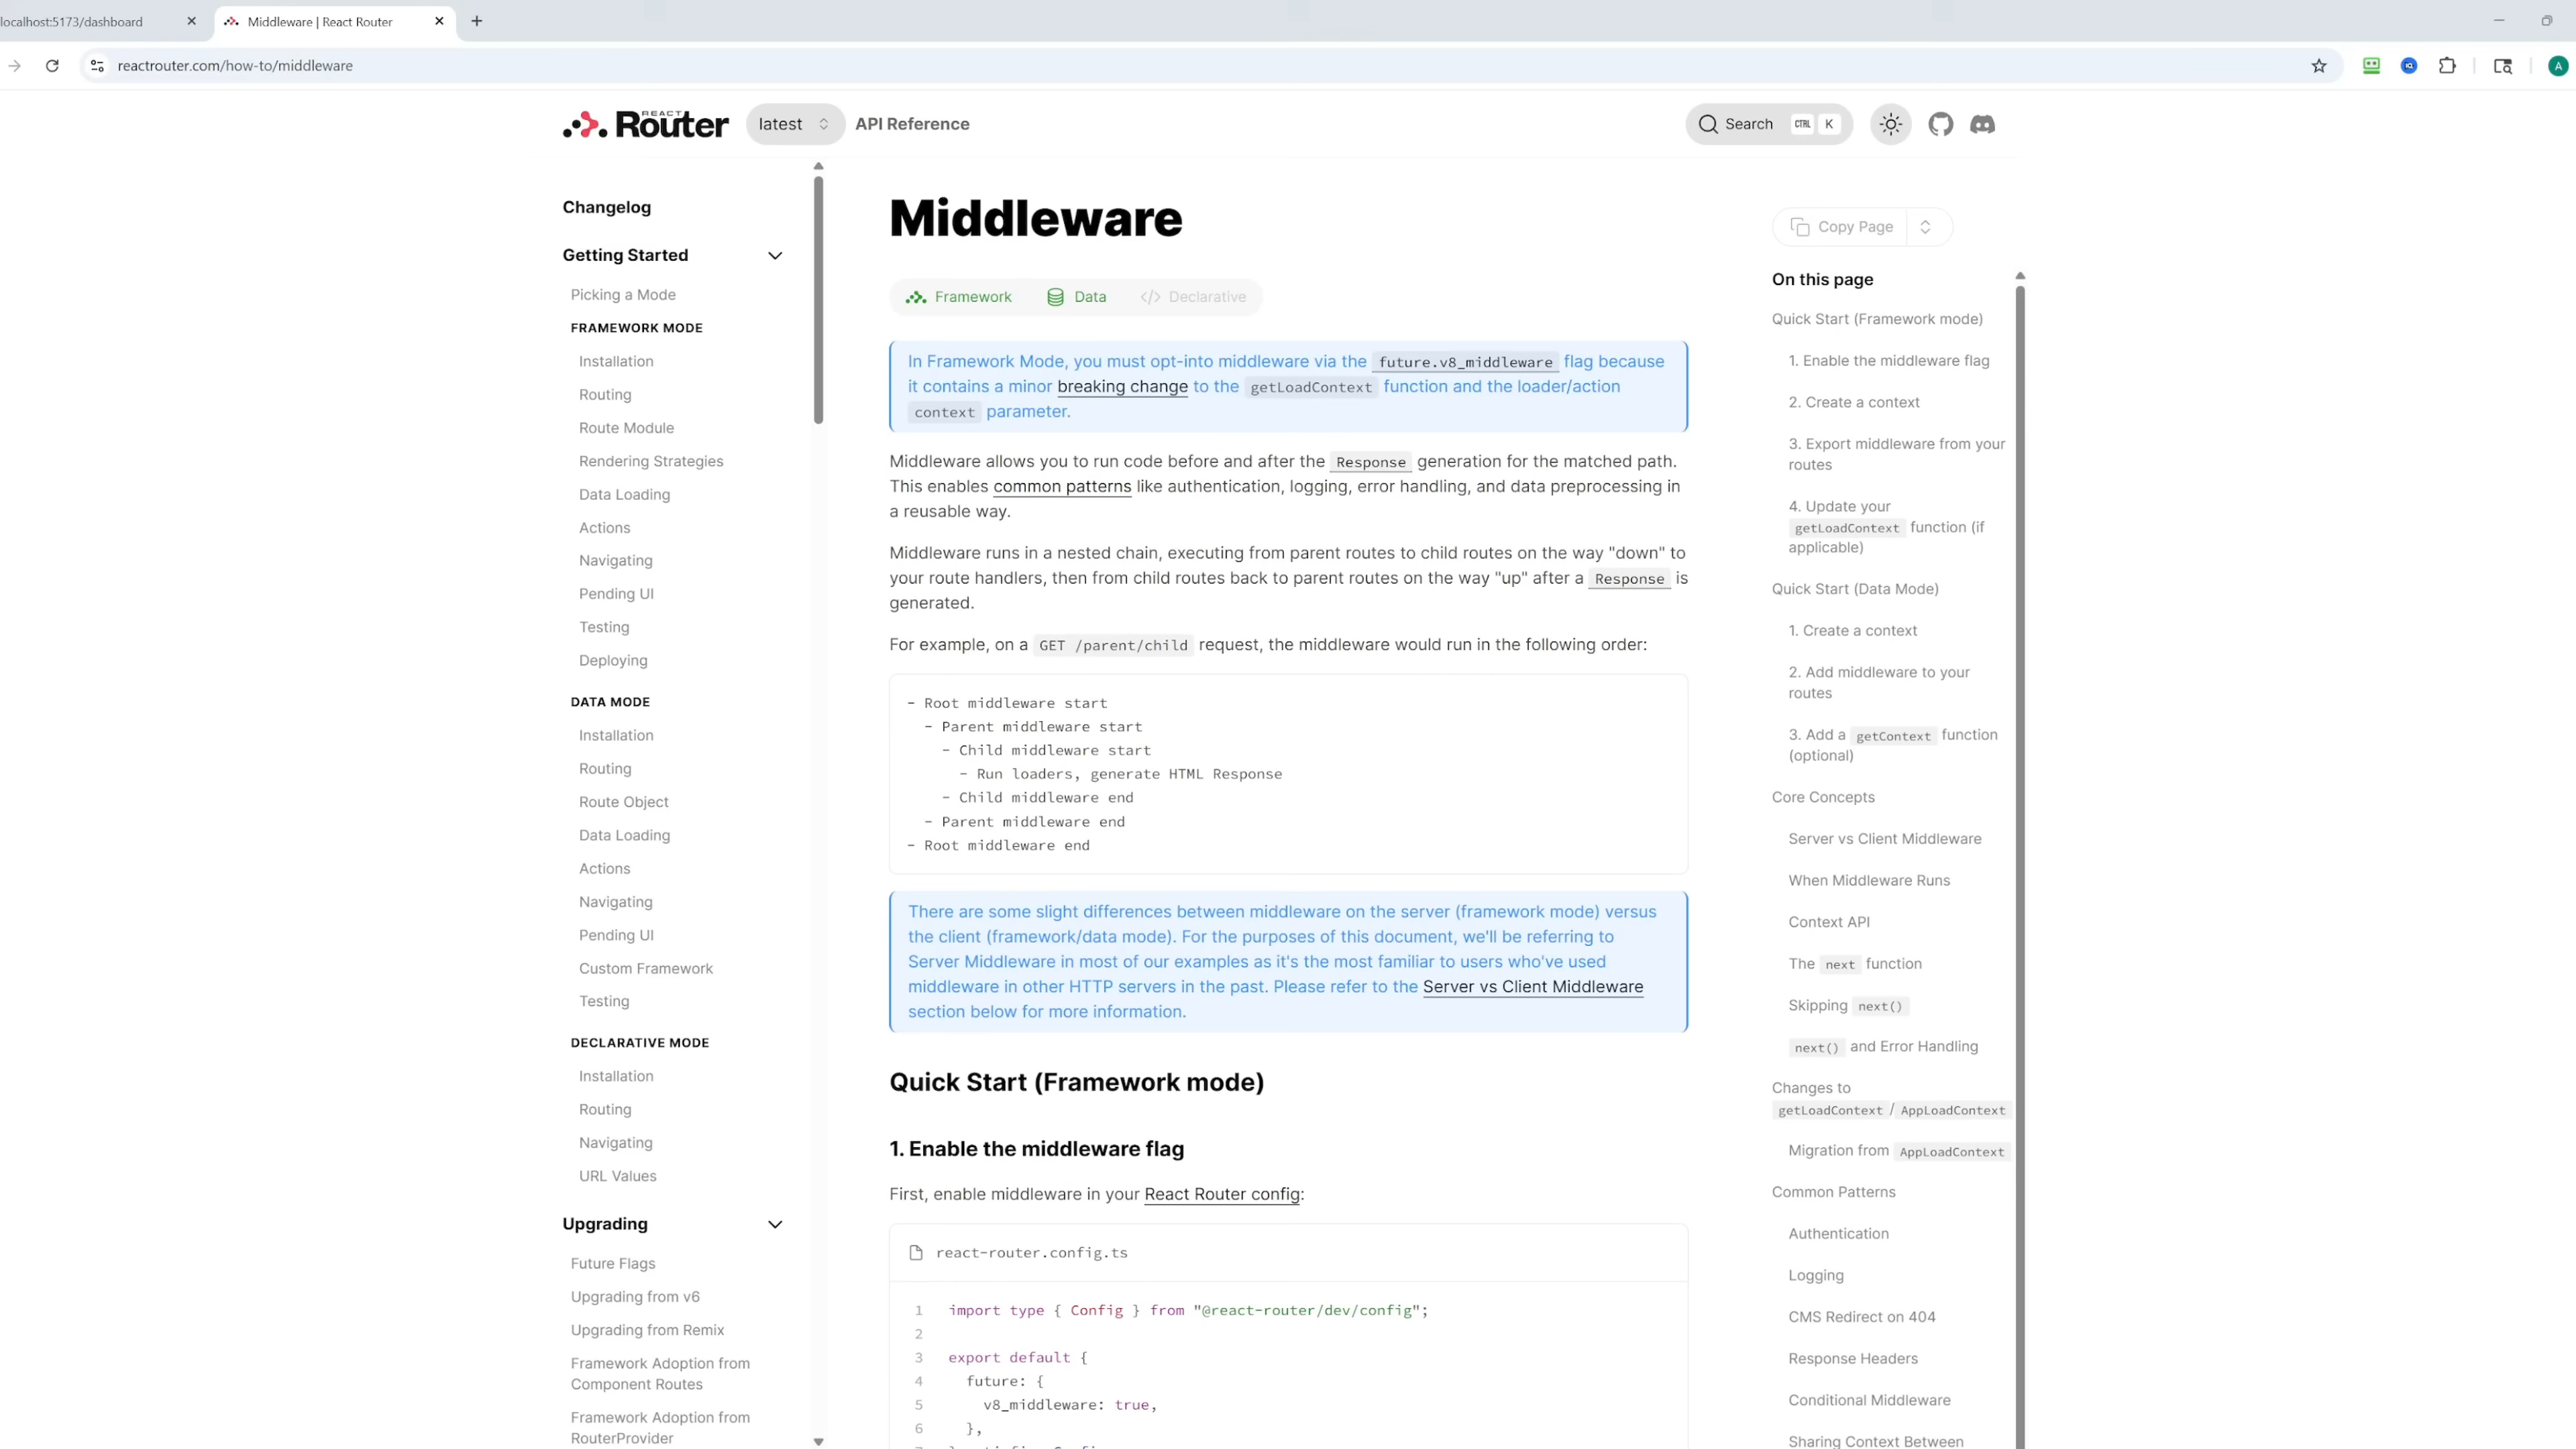 localhost:5173/dashboard
Middleware | React Router
reactrouter.com/how-to/middleware
A
REACT
Router
latest
API Reference
Search CTRL K
Changelog
Getting Started
Picking a Mode
FRAMEWORK MODE
Installation
Routing
Route Module
Rendering Strategies
Data Loading
Actions
Navigating
Pending UI
Testing
Deploying
DATA MODE
Installation
Routing
Route Object
Data Loading
Actions
Navigating
Pending UI
Custom Framework
Testing
DECLARATIVE MODE
Installation
Routing
Navigating
URL Values
Upgrading
Future Flags
Upgrading from v6
Upgrading from Remix
Framework Adoption from
Component Routes
Framework Adoption from
RouterProvider
Middleware
Framework Data </> Declarative
In Framework Mode, you must opt-into middleware via the future.v8_middleware flag because
it contains a minor breaking change to the getLoadContext function and the loader/action
context parameter.
Middleware allows you to run code before and after the Response generation for the matched path.
This enables common patterns like authentication, logging, error handling, and data preprocessing in
a reusable way.
Middleware runs in a nested chain, executing from parent routes to child routes on the way "down" to
your route handlers, then from child routes back to parent routes on the way "up" after a Response is
generated.
For example, on a GET /parent/child request, the middleware would run in the following order:
- Root middleware start
- Parent middleware start
- Child middleware start
- Run loaders, generate HTML Response
- Child middleware end
- Parent middleware end
- Root middleware end
There are some slight differences between middleware on the server (framework mode) versus
the client (framework/data mode). For the purposes of this document, we'll be referring to
Server Middleware in most of our examples as it's the most familiar to users who've used
middleware in other HTTP servers in the past. Please refer to the Server vs Client Middleware
section below for more information.
Quick Start (Framework mode)
1. Enable the middleware flag
First, enable middleware in your React Router config:
react-router.config.ts
1 import type { Config } from "@react-router/dev/config";
2
3 export default {
4 future: {
5 v8_middleware: true,
6 },
Copy Page
On this page
Quick Start (Framework mode)
1. Enable the middleware flag
2. Create a context
3. Export middleware from your
routes
4. Update your
getLoadContext function (if
applicable)
Quick Start (Data Mode)
1. Create a context
2. Add middleware to your
routes
3. Add a getContext function
(optional)
Core Concepts
Server vs Client Middleware
When Middleware Runs
Context API
The next function
Skipping next()
next() and Error Handling
Changes to
getLoadContext / AppLoadContext
Migration from AppLoadContext
Common Patterns
Authentication
Logging
CMS Redirect on 404
Response Headers
Conditional Middleware
Sharing Context Between